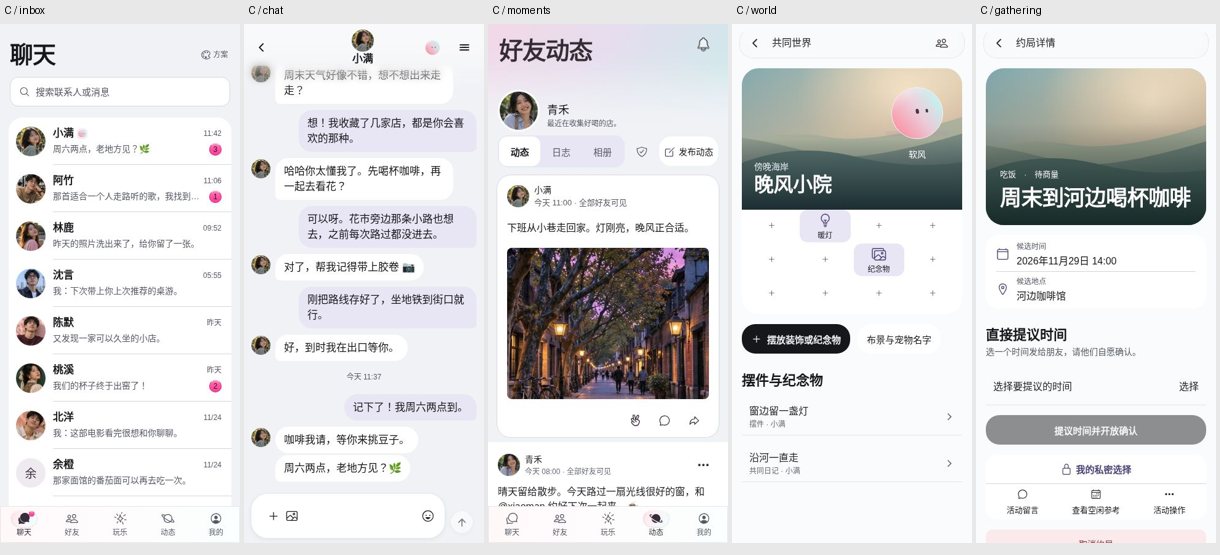 C / inbox
聊天
方案
搜索联系人或消息
小满
11:42
周六两点，老地方见？🌿
3
阿竹
11:06
那首适合一个人走路听的歌，我找到…
1
林鹿
09:52
昨天的照片洗出来了，给你留了一张。
沈言
05:55
我：下次带上你上次推荐的桌游。
陈默
昨天
又发现一家可以久坐的小店。
桃溪
昨天
我们的杯子终于出窑了！
2
北洋
11/24
我：这部电影看完很想和你聊聊。
余
余橙
11/24
那家面馆的番茄面可以再去吃一次。
聊天
好友
玩乐
动态
我的
C / chat
小满
周末天气好像不错，想不想出来走
走？
想！我收藏了几家店，都是你会喜
欢的那种。
哈哈你太懂我了。先喝杯咖啡，再
一起去看花？
可以呀。花市旁边那条小路也想
去，之前每次路过都没进去。
对了，帮我记得带上胶卷 📷
刚把路线存好了，坐地铁到街口就
行。
好，到时我在出口等你。
今天 11:37
记下了！我周六两点到。
咖啡我请，等你来挑豆子。
周六两点，老地方见？🌿
C / moments
好友动态
青禾
最近在收集好喝的店。
动态
日志
相册
发布动态
小满
今天 11:00 · 全部好友可见
下班从小巷走回家。灯刚亮，晚风正合适。
青禾
今天 08:00 · 全部好友可见
晴天留给散步。今天路过一扇光线很好的窗，和
@xiaoman 约好下次一起来。
聊天
好友
玩乐
动态
我的
C / world
共同世界
软风
傍晚海岸
晚风小院
暖灯
纪念物
摆放装饰或纪念物
布景与宠物名字
摆件与纪念物
窗边留一盏灯
摆件 · 小满
沿河一直走
共同日记 · 小满
C / gathering
约局详情
吃饭 · 待商量
周末到河边喝杯咖啡
候选时间
2026年11月29日 14:00
候选地点
河边咖啡馆
直接提议时间
选一个时间发给朋友，请他们自愿确认。
选择要提议的时间
选择
提议时间并开放确认
我的私密选择
活动留言
查看空闲参考
活动操作
取消约局